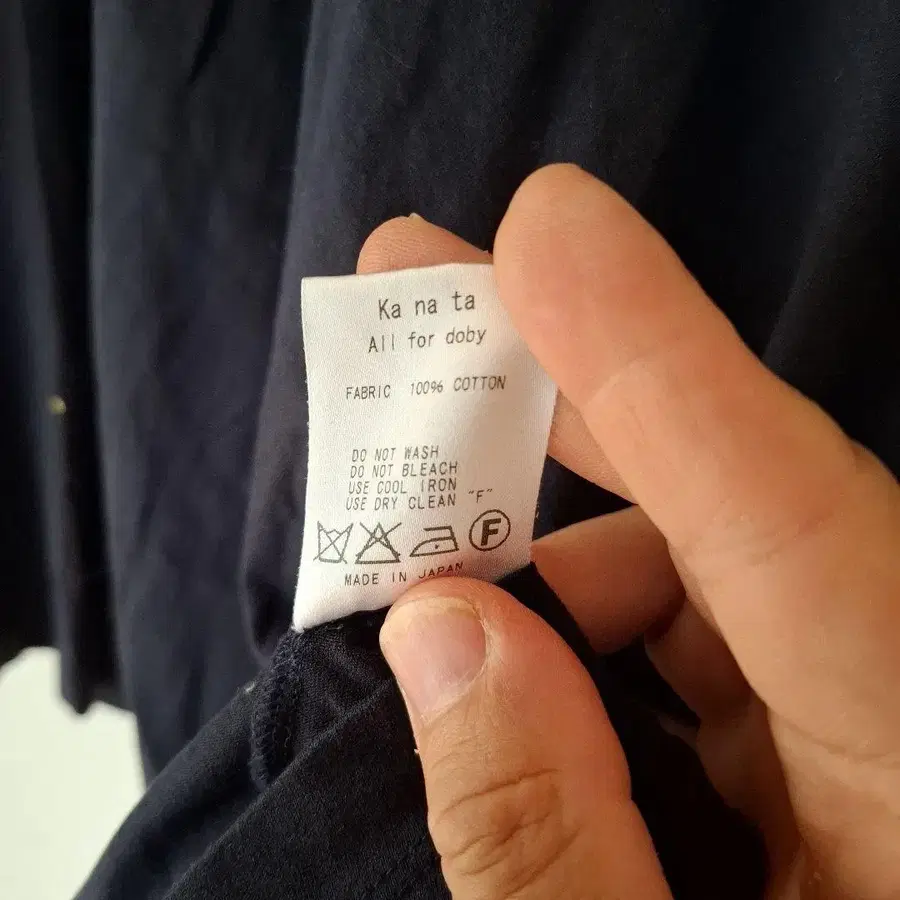 Ka na ta
All for doby
FABRIC 100% COTTON
DO NOT WASH
DO NOT BLEACH
USE COOL IRON
USE DRY CLEAN "F"
F
MADE IN JAPAN